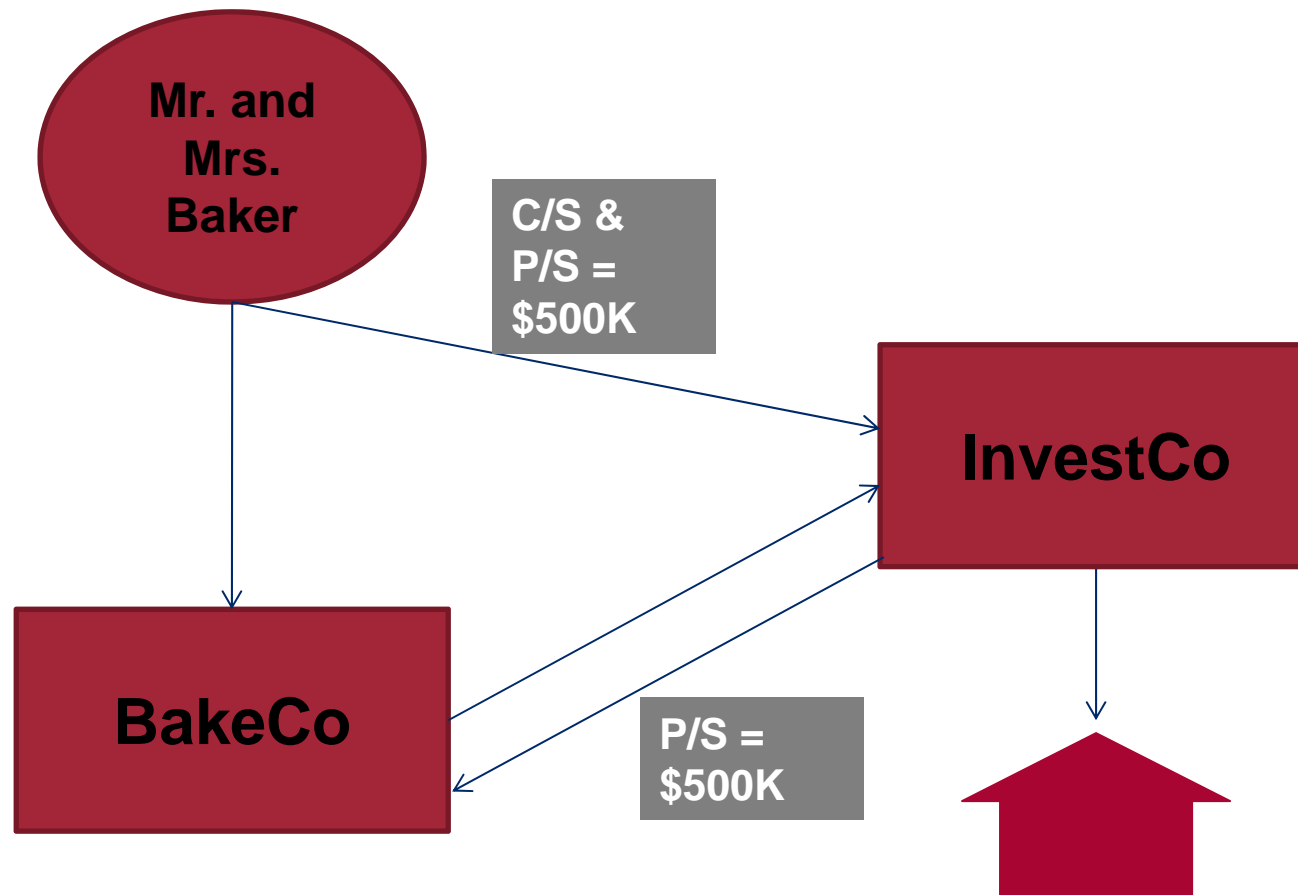 Mr. and
Mrs.
Baker
C/S &
P/S =
$500K
InvestCo
BakeCo
P/S =
$500K